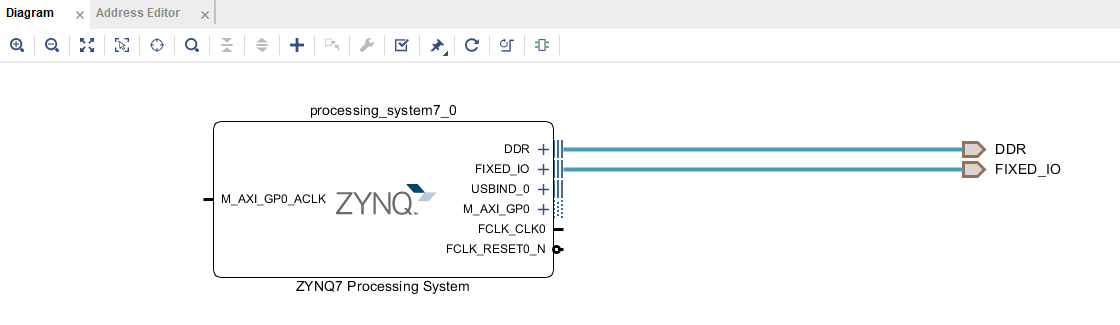 Diagram
Address Editor
processing_system7_0
DDR
FIXED_IO
USBIND_0
M_AXI_GP0
FCLK_CLK0
FCLK_RESET0_N
M_AXI_GP0_ACLK
ZYNQ
ZYNQ7 Processing System
DDR
FIXED_IO